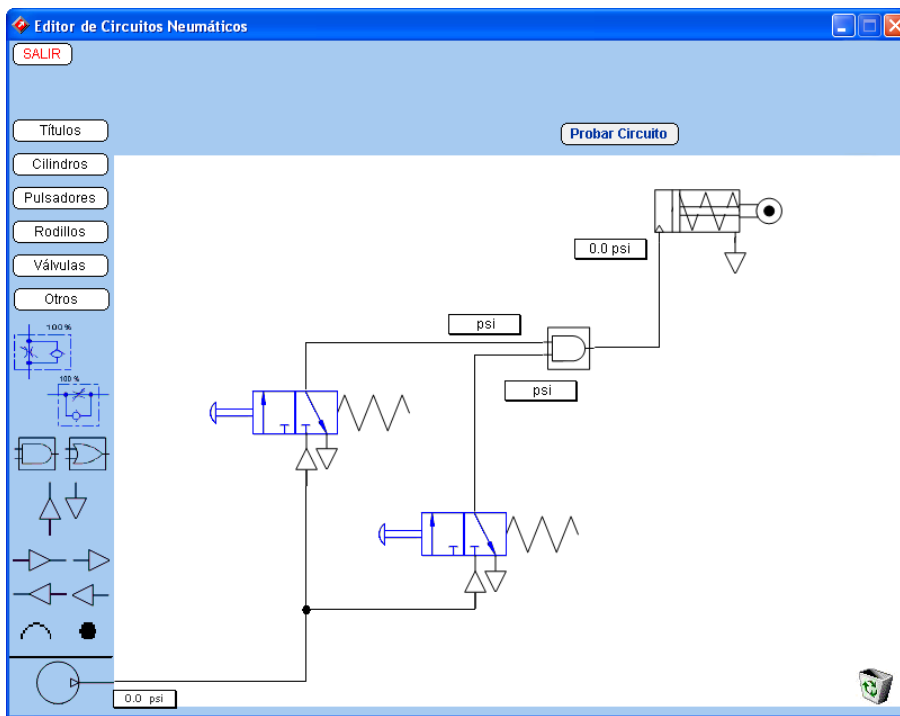 Editor de Circuitos Neumáticos
SALIR
Probar Circuito
Títulos
Cilindros
Pulsadores
Rodillos
Válvulas
Otros
100 %
100 %
0.0 psi
psi
psi
0.0 psi